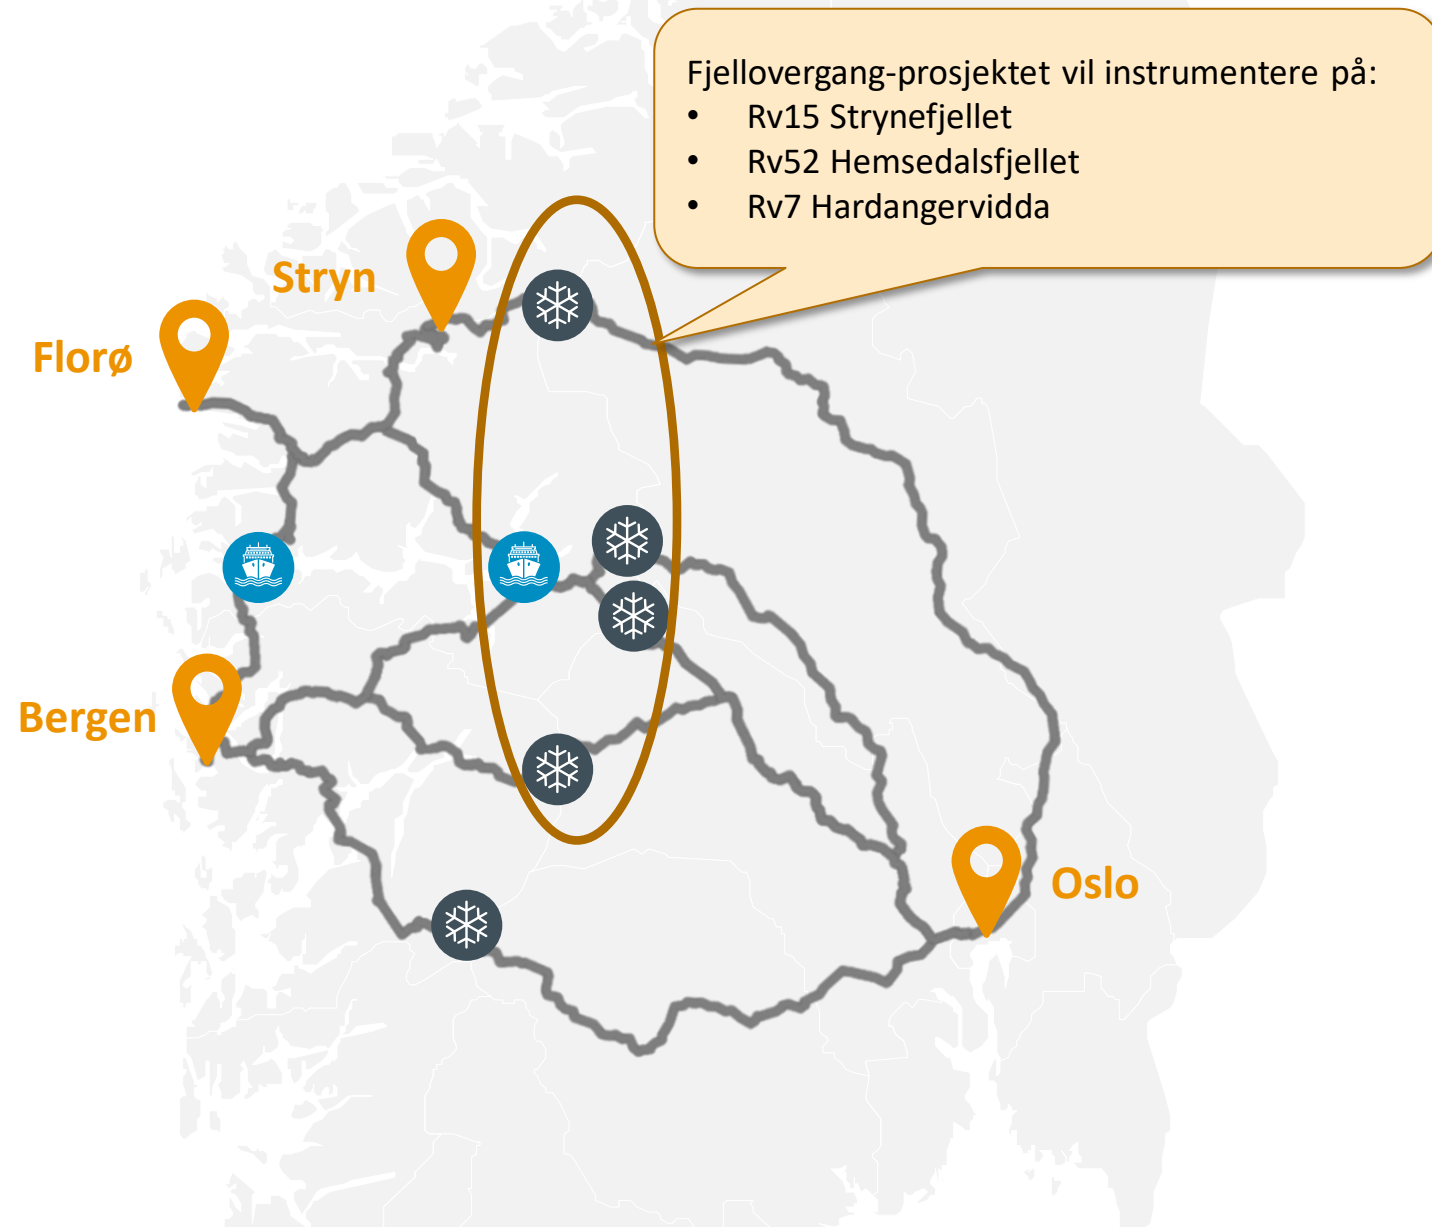 Fjellovergang-prosjektet vil instrumentere på:
• Rv15 Strynefjellet
• Rv52 Hemsedalsfjellet
• Rv7 Hardangervidda
Stryn
Florø
Bergen
Oslo